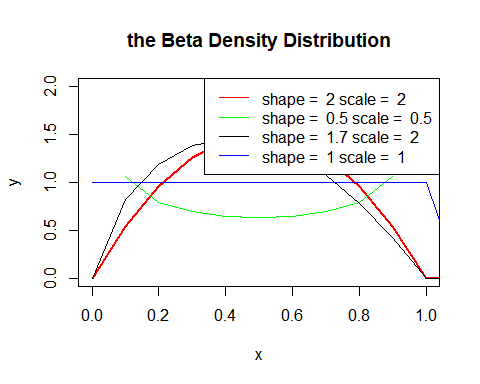 the Beta Density Distribution
shape = 2 scale = 2
shape = 0.5 scale = 0.5
shape = 1.7 scale = 2
shape = 1 scale = 1
y
2.0
1.5
1.0
0.5
0.0
0.0 0.2 0.4 0.6 0.8 1.0
x